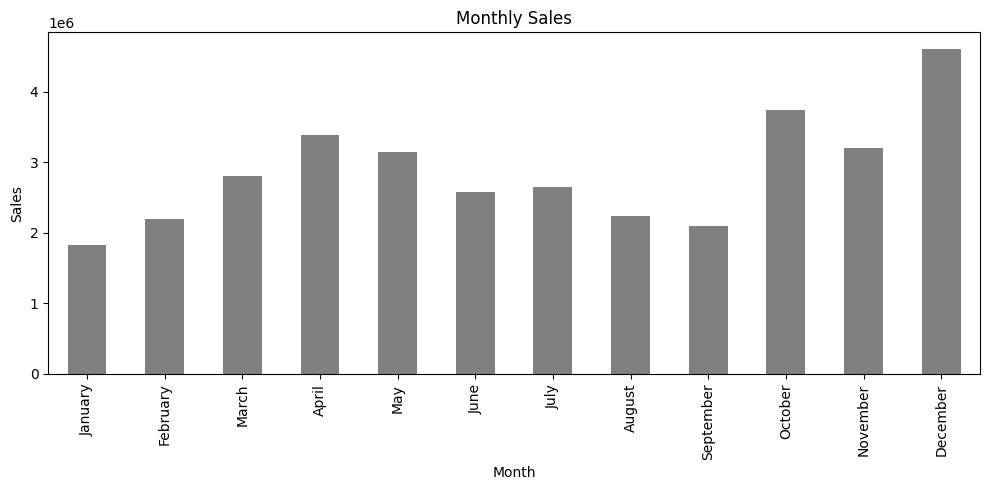 Monthly Sales
1e6
Sales
4
3
2
1
0
January
February
March
April
May
June
July
August
September
October
November
December
Month